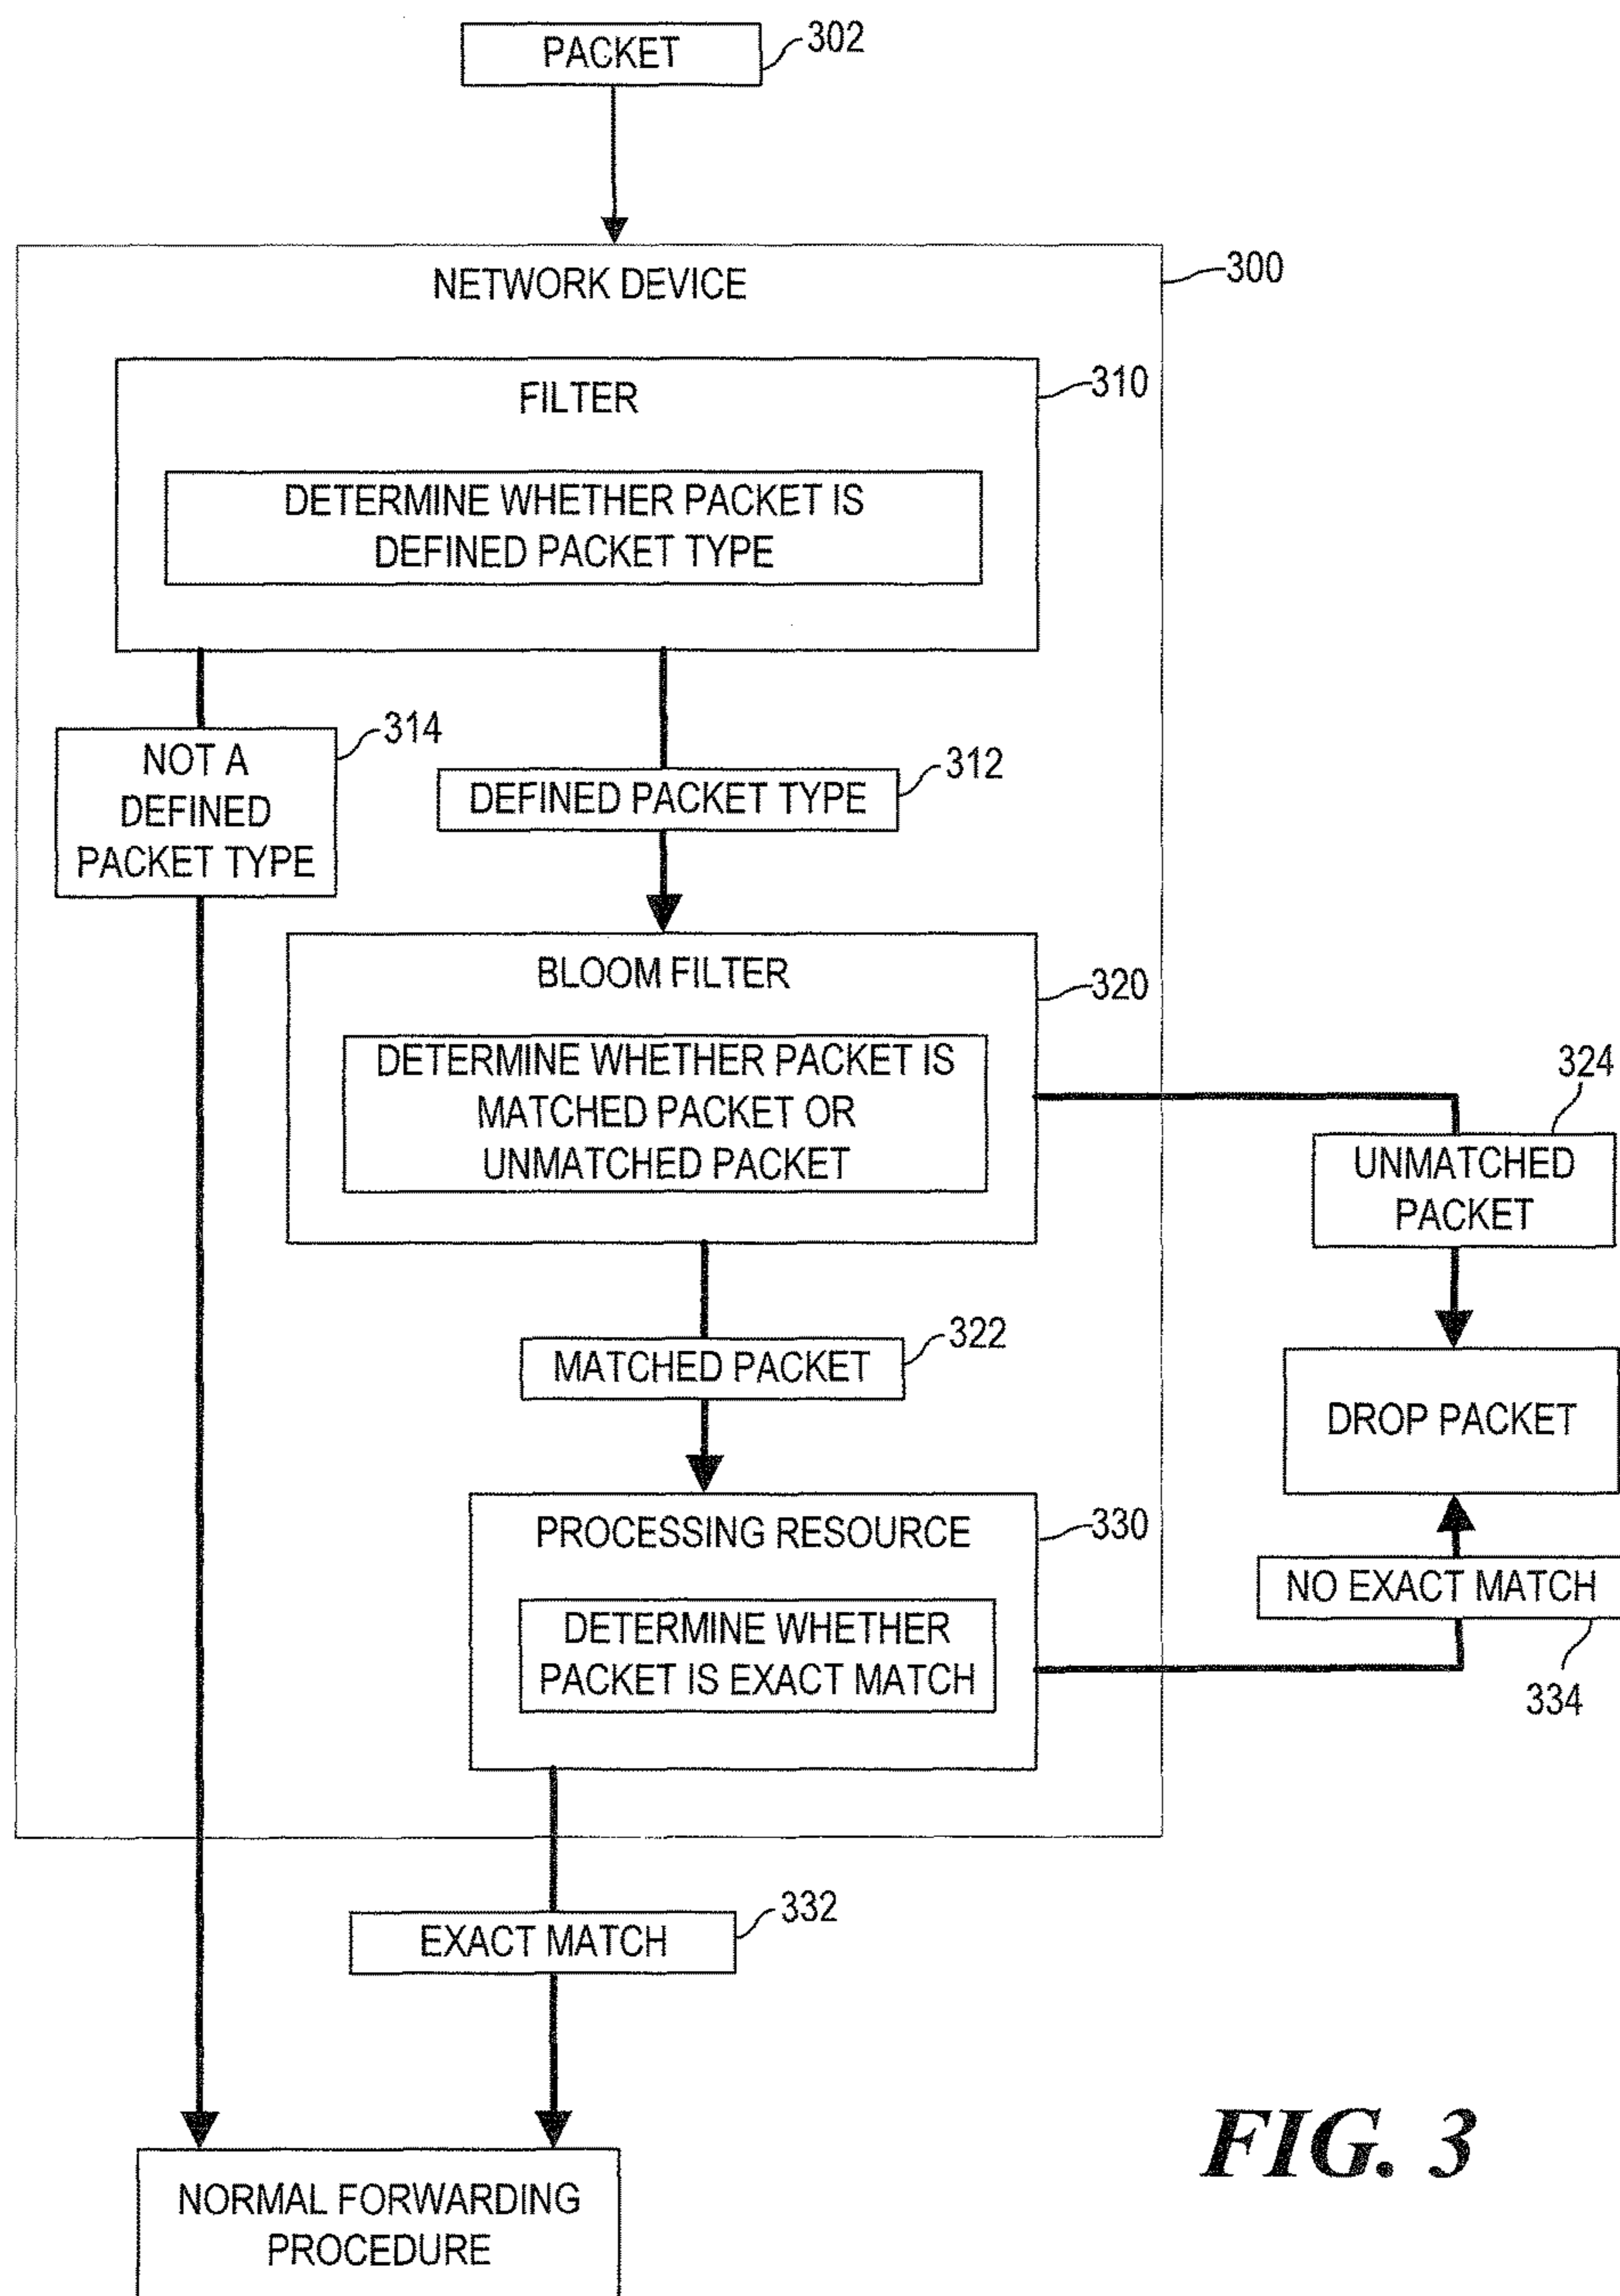 PACKET
302
NETWORK DEVICE
300
FILTER
310
DETERMINE WHETHER PACKET IS
DEFINED PACKET TYPE
NOT A
DEFINED
PACKET TYPE
314
DEFINED PACKET TYPE
312
BLOOM FILTER
320
DETERMINE WHETHER PACKET IS
MATCHED PACKET OR
UNMATCHED PACKET
324
UNMATCHED
PACKET
MATCHED PACKET
322
DROP PACKET
PROCESSING RESOURCE
330
DETERMINE WHETHER
PACKET IS EXACT MATCH
NO EXACT MATCH
334
EXACT MATCH
332
NORMAL FORWARDING
PROCEDURE
FIG. 3